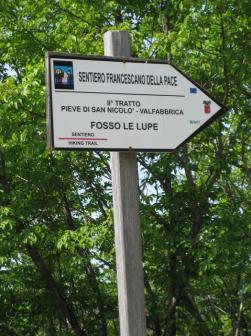 SENTIERO FRANCESCANO DELLA PACE
II° TRATTO
PIEVE DI SAN NICOLO' - VALFABBRICA
FOSSO LE LUPE
SENTIERO
HIKING TRAIL